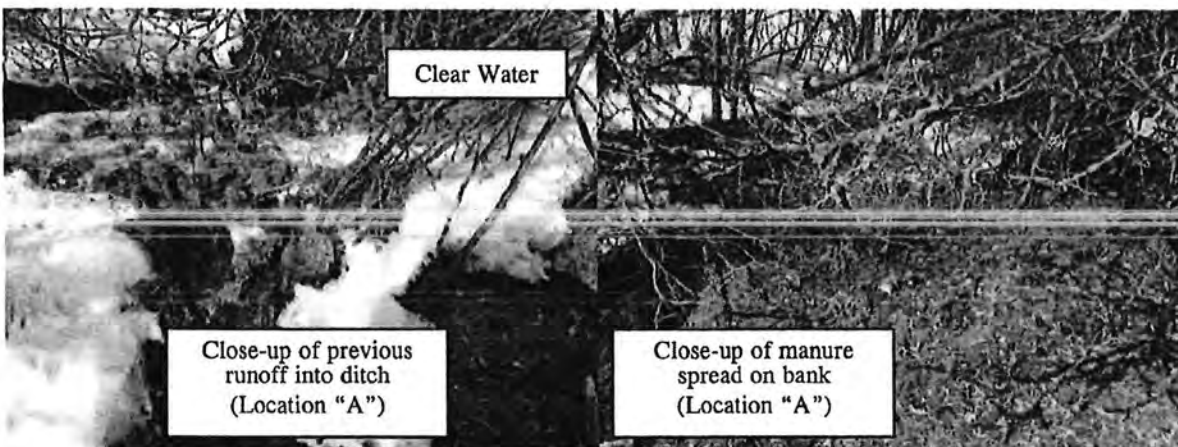 Clear Water
Close-up of previous
runoff into ditch
(Location “A”)
Close-up of manure
spread on bank
(Location “A”)